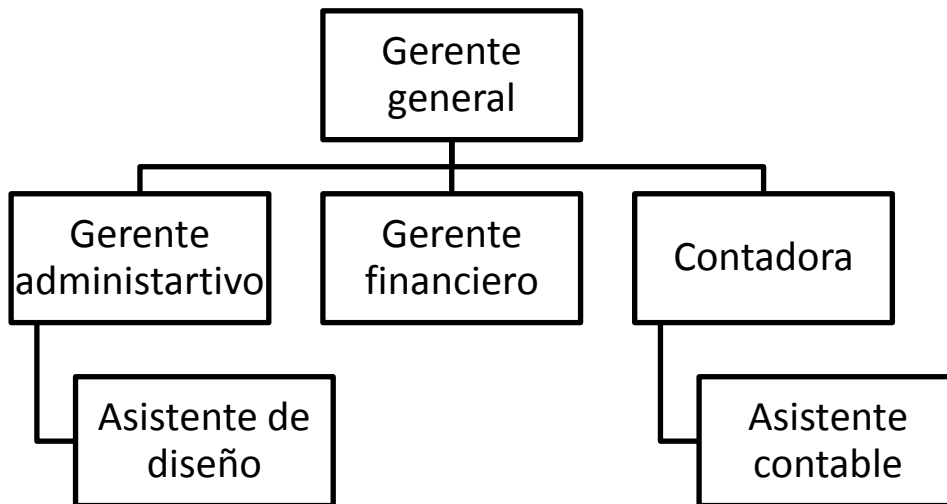 Gerente
general
Gerente
administartivo
Gerente
financiero
Contadora
Asistente de
diseño
Asistente
contable